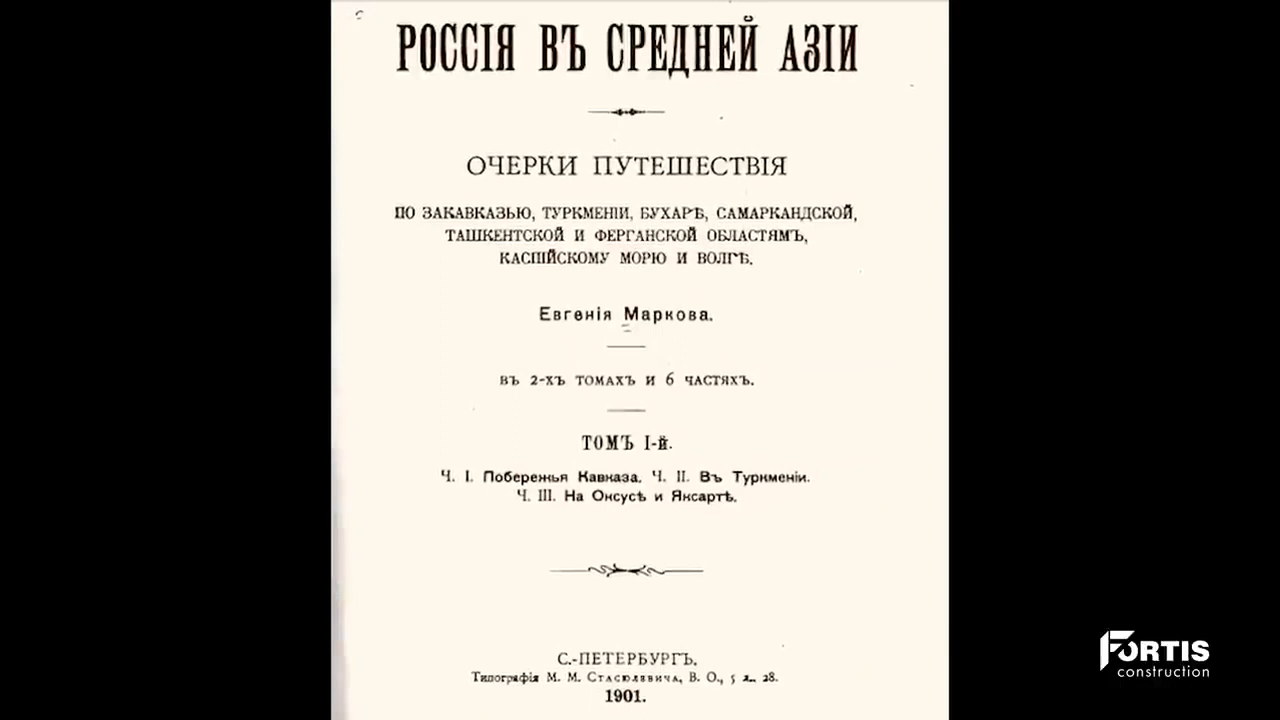 РОССІЯ ВЪ СРЕДНЕЙ АЗІИ
ОЧЕРКИ ПУТЕШЕСТВІЯ
ПО ЗАКАВКАЗЬЮ, ТУРКМЕНІИ, БУХАРѢ, САМАРКАНДСКОЙ,
ТАШКЕНТСКОЙ И ФЕРГАНСКОЙ ОБЛАСТЯМЪ,
КАСПІЙСКОМУ МОРЮ И ВОЛГѢ.
Евгенія Маркова.
ВЪ 2-ХЪ ТОМАХЪ И 6 ЧАСТЯХЪ.
ТОМЪ I-й.
Ч. I. Побережья Кавказа. Ч. II. Въ Туркменіи.
Ч. III. На Оксусѣ и Яксартѣ.
С.-ПЕТЕРБУРГЪ.
Типографія М. М. Стасюлевича, В. О., 5 л., 28.
1901.
FORTIS
construction